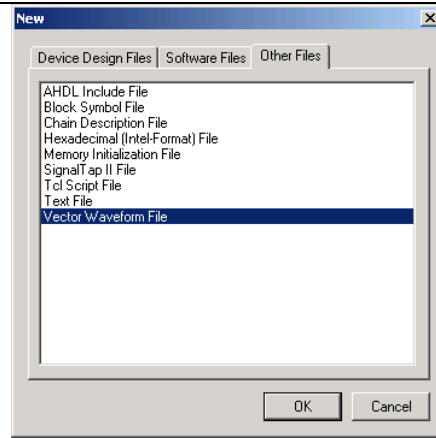 New
Device Design Files Software Files Other Files
AHDL Include File
Block Symbol File
Chain Description File
Hexadecimal (Intel-Format) File
Memory Initialization File
SignalTap II File
Tcl Script File
Text File
Vector Waveform File
OK Cancel